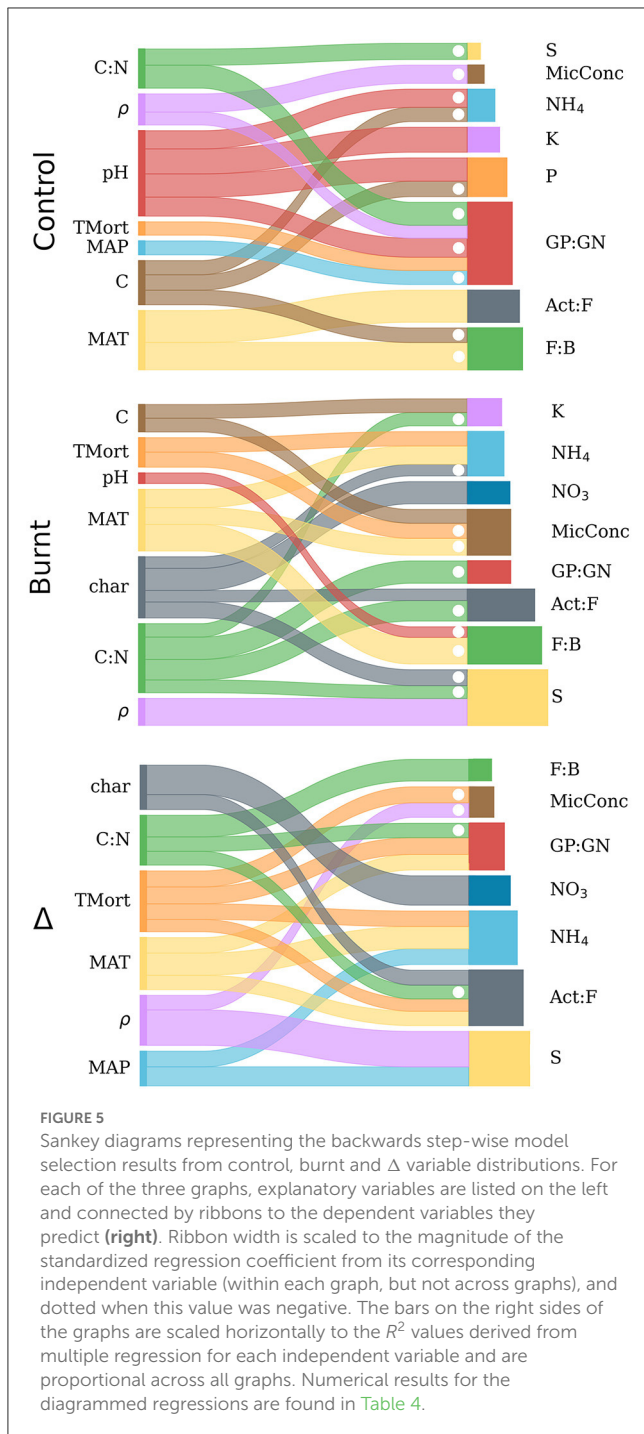 Control
C:N
ρ
pH
TMort
MAP
C
MAT
S
MicConc
NH₄
K
P
GP:GN
Act:F
F:B
Burnt
C
TMort
pH
MAT
char
C:N
ρ
K
NH₄
NO₃
MicConc
GP:GN
Act:F
F:B
S
Δ
char
C:N
TMort
MAT
ρ
MAP
F:B
MicConc
GP:GN
NO₃
NH₄
Act:F
S
FIGURE 5
Sankey diagrams representing the backwards step-wise model
selection results from control, burnt and Δ variable distributions. For
each of the three graphs, explanatory variables are listed on the left
and connected by ribbons to the dependent variables they
predict (right). Ribbon width is scaled to the magnitude of the
standardized regression coefficient from its corresponding
independent variable (within each graph, but not across graphs), and
dotted when this value was negative. The bars on the right sides of
the graphs are scaled horizontally to the R² values derived from
multiple regression for each independent variable and are
proportional across all graphs. Numerical results for the
diagrammed regressions are found in Table 4.